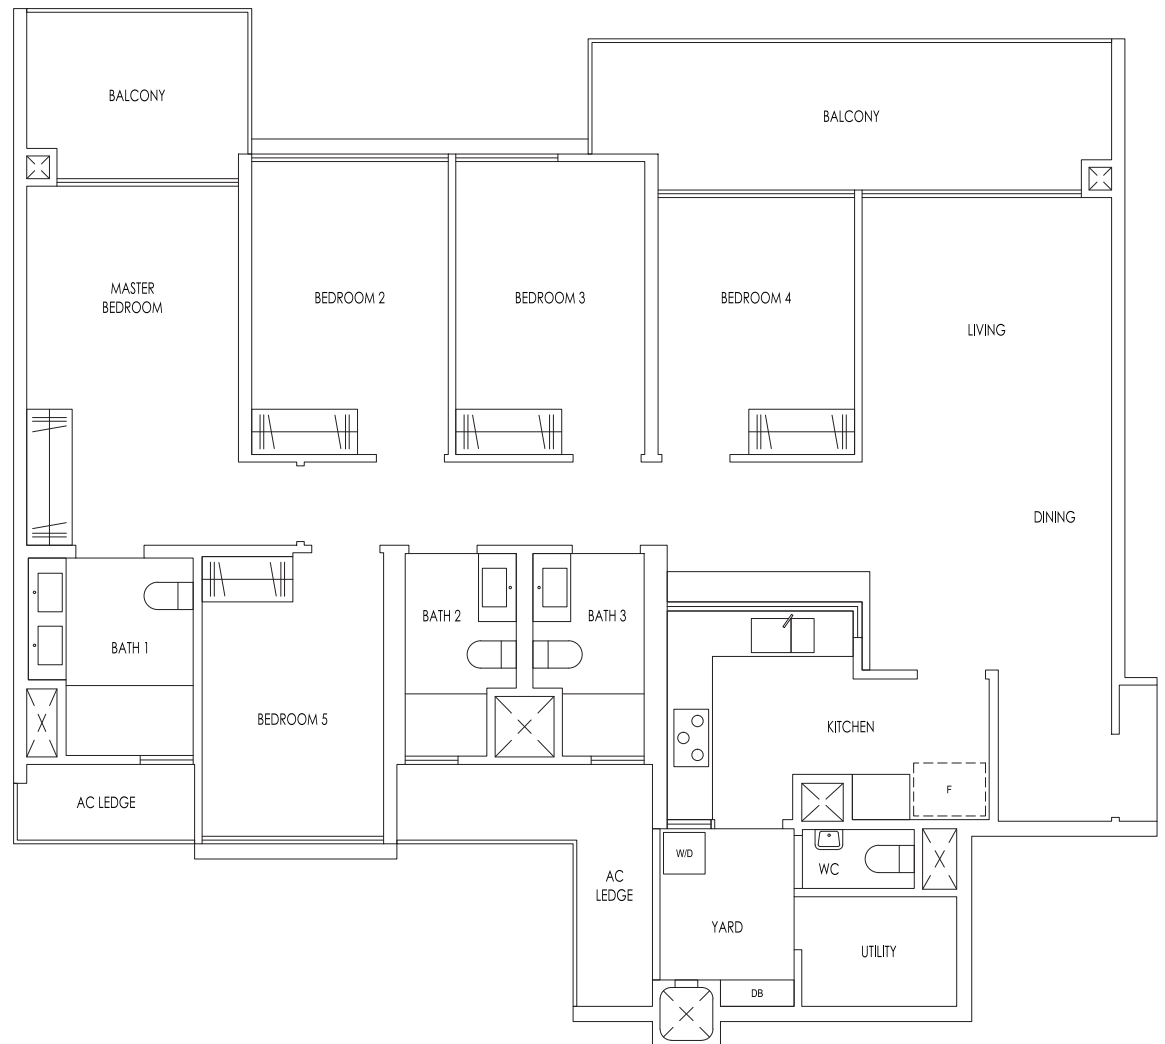 BALCONY
BALCONY
MASTER
BEDROOM
BEDROOM 2
BEDROOM 3
BEDROOM 4
LIVING
DINING
BATH 1
BATH 2
BATH 3
BEDROOM 5
KITCHEN
F
AC LEDGE
W/D
WC
AC
LEDGE
YARD
UTILITY
DB